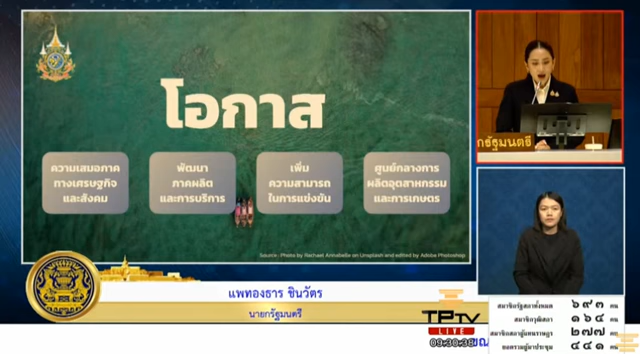 โอกาส
ความเสมอภาค
ทางเศรษฐกิจ
และสังคม
พัฒนา
ภาคผลิต
และการบริการ
เพิ่ม
ความสามารถ
ในการแข่งขัน
ศูนย์กลางการ
ผลิตอุตสาหกรรม
และการเกษตร
Source : Photo by Rachael Annabelle on Unsplash and edited by Adobe Photoshop
กรัฐมนตรี
แพทองธาร ชินวัตร
นายกรัฐมนตรี
TPTV
LIVE
09:30:38
สมาชิกรัฐสภาทั้งหมด ๖๙๓ คน
สมาชิกวุฒิสภา ๑๖๔ คน
สมาชิกสภาผู้แทนราษฎร ๒๗๗ คน
ยอดรวมผู้มาประชุม ๔๔๑ คน